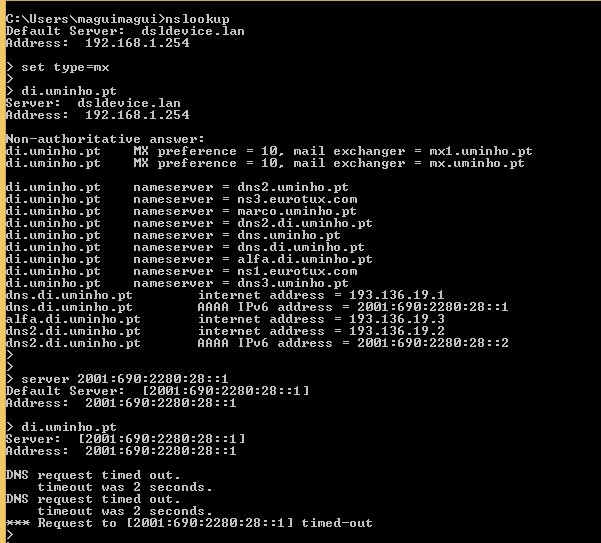 C:\Users\maguimagui>nslookup
Default Server:  dsldevice.lan
Address:  192.168.1.254
> set type=mx
>
> di.uminho.pt
Server:  dsldevice.lan
Address:  192.168.1.254
Non-authoritative answer:
di.uminho.pt    MX preference = 10, mail exchanger = mx1.uminho.pt
di.uminho.pt    MX preference = 10, mail exchanger = mx.uminho.pt
di.uminho.pt    nameserver = dns2.uminho.pt
di.uminho.pt    nameserver = ns3.eurotux.com
di.uminho.pt    nameserver = marco.uminho.pt
di.uminho.pt    nameserver = dns2.di.uminho.pt
di.uminho.pt    nameserver = dns.uminho.pt
di.uminho.pt    nameserver = dns.di.uminho.pt
di.uminho.pt    nameserver = alfa.di.uminho.pt
di.uminho.pt    nameserver = ns1.eurotux.com
di.uminho.pt    nameserver = dns3.uminho.pt
dns.di.uminho.pt        internet address = 193.136.19.1
dns.di.uminho.pt        AAAA IPv6 address = 2001:690:2280:28::1
alfa.di.uminho.pt       internet address = 193.136.19.3
dns2.di.uminho.pt       internet address = 193.136.19.2
dns2.di.uminho.pt       AAAA IPv6 address = 2001:690:2280:28::2
>
>
> server 2001:690:2280:28::1
Default Server:  [2001:690:2280:28::1]
Address:  2001:690:2280:28::1
> di.uminho.pt
Server:  [2001:690:2280:28::1]
Address:  2001:690:2280:28::1
DNS request timed out.
    timeout was 2 seconds.
DNS request timed out.
    timeout was 2 seconds.
*** Request to [2001:690:2280:28::1] timed-out
>